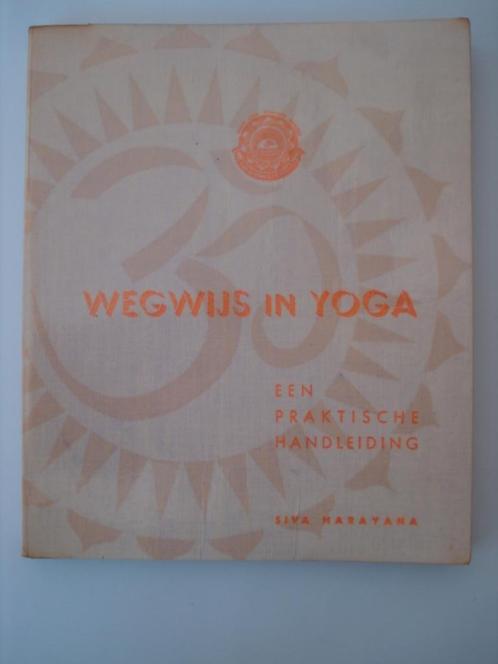 WEGWIJS IN YOGA
EEN
PRAKTISCHE
HANDLEIDING
SIVA NARAYANA